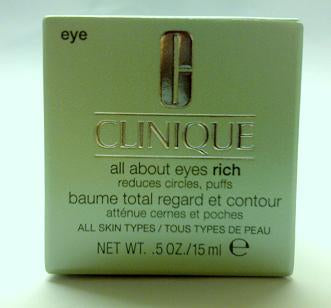 eye
C
CLINIQUE
all about eyes rich
reduces circles, puffs
baume total regard et contour
atténue cernes et poches
ALL SKIN TYPES / TOUS TYPES DE PEAU
NET WT. .5 OZ./15 ml ℮